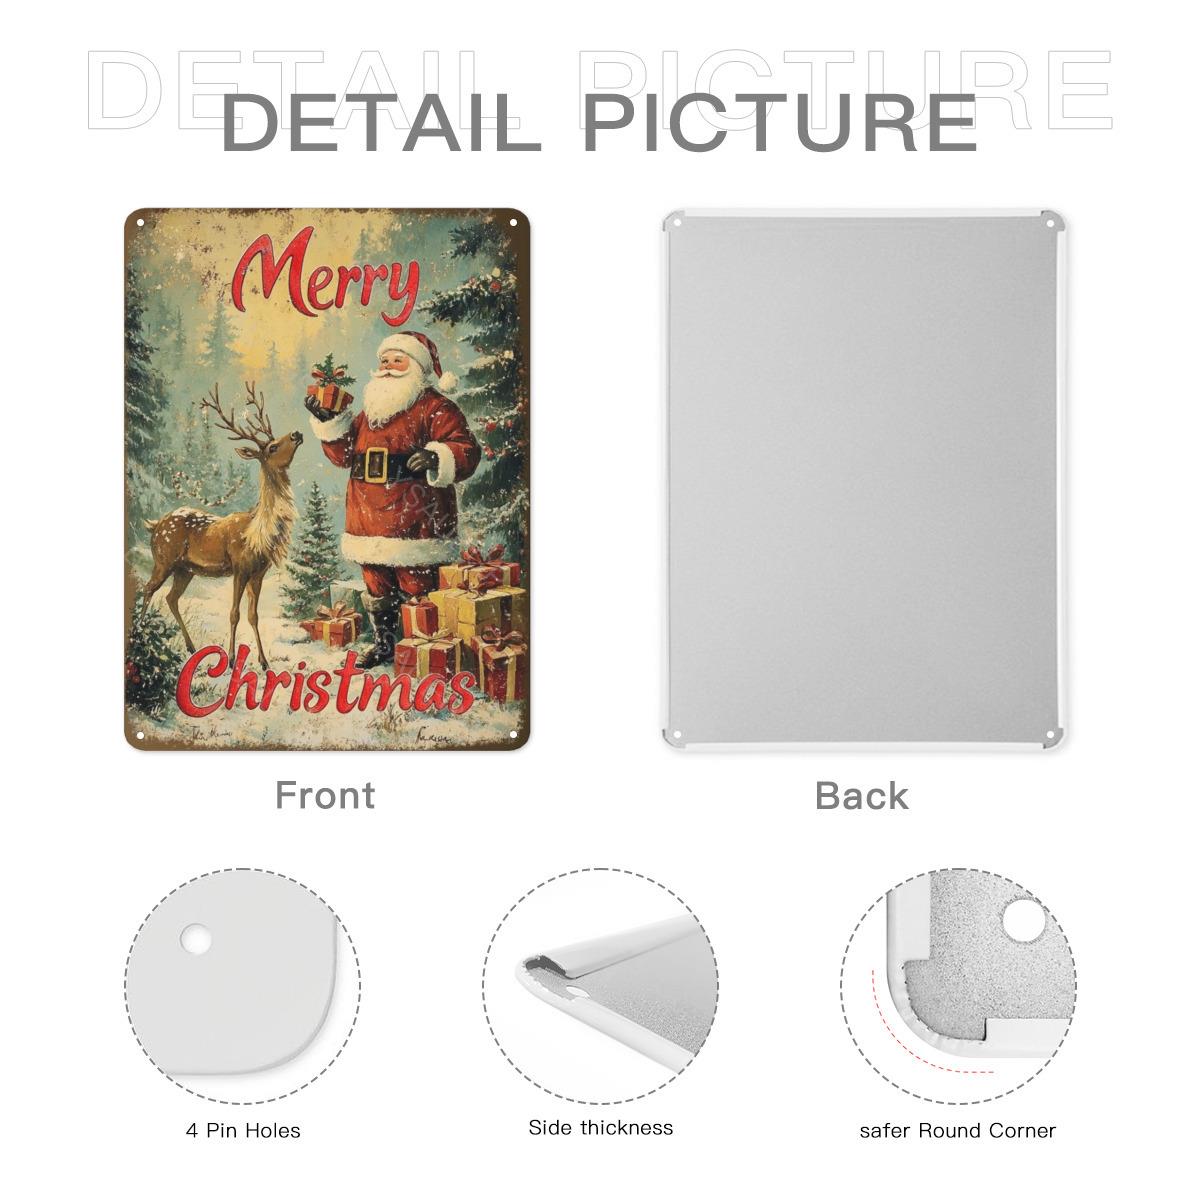 DETAIL PICTURE
DETAIL PICTURE
Merry
Christmas
Front
Back
4 Pin Holes
Side thickness
safer Round Corner